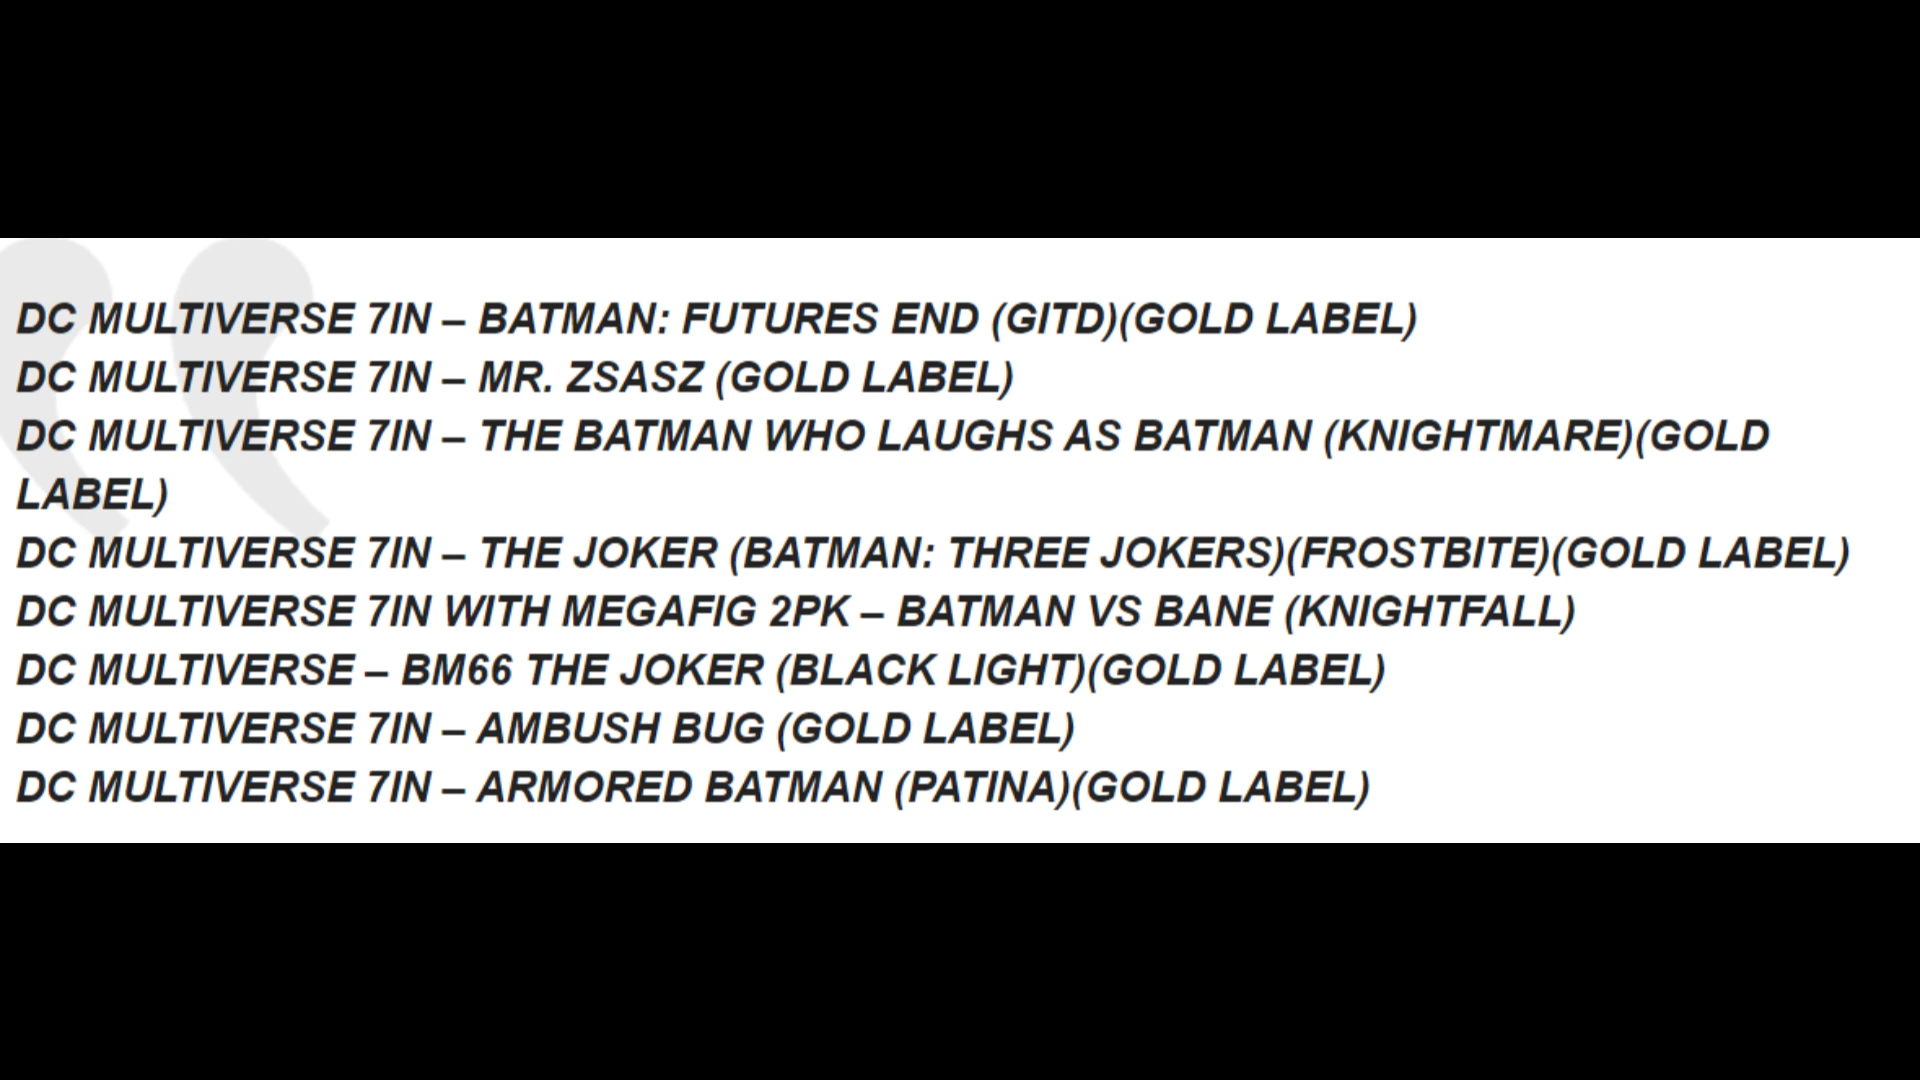 DC MULTIVERSE 7IN – BATMAN: FUTURES END (GITD)(GOLD LABEL)
DC MULTIVERSE 7IN – MR. ZSASZ (GOLD LABEL)
DC MULTIVERSE 7IN – THE BATMAN WHO LAUGHS AS BATMAN (KNIGHTMARE)(GOLD
LABEL)
DC MULTIVERSE 7IN – THE JOKER (BATMAN: THREE JOKERS)(FROSTBITE)(GOLD LABEL)
DC MULTIVERSE 7IN WITH MEGAFIG 2PK – BATMAN VS BANE (KNIGHTFALL)
DC MULTIVERSE – BM66 THE JOKER (BLACK LIGHT)(GOLD LABEL)
DC MULTIVERSE 7IN – AMBUSH BUG (GOLD LABEL)
DC MULTIVERSE 7IN – ARMORED BATMAN (PATINA)(GOLD LABEL)